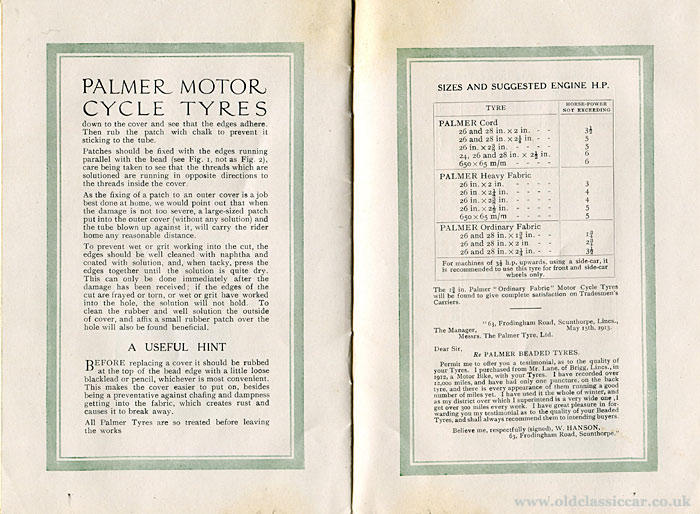 PALMER MOTOR
CYCLE TYRES
down to the cover and see that the edges adhere.
Then rub the patch with chalk to prevent it
sticking to the tube.
Patches should be fixed with the edges running
parallel with the bead (see Fig. 1, not as Fig. 2),
care being taken to see that the threads which are
solutioned are running in opposite directions to
the threads inside the cover.
As the fixing of a patch to an outer cover is a job
best done at home, we would point out that when
the damage is not too severe, a large-sized patch
put into the outer cover (without any solution) and
the tube blown up against it, will carry the rider
home any reasonable distance.
To prevent wet or grit working into the cut, the
edges should be well cleaned with naphtha and
coated with solution, and, when tacky, press the
edges together until the solution is quite dry.
This can only be done immediately after the
damage has been received; if the edges of the
cut are frayed or torn, or wet or grit have worked
into the hole, the solution will not hold. To
clean the rubber and well solution the outside
of cover, and affix a small rubber patch over the
hole will also be found beneficial.
A USEFUL HINT
BEFORE replacing a cover it should be rubbed
at the top of the bead edge with a little loose
blacklead or pencil, whichever is most convenient.
This makes the cover easier to put on, besides
being a preventative against chafing and dampness
getting into the fabric, which creates rust and
causes it to break away.
All Palmer Tyres are so treated before leaving
the works
SIZES AND SUGGESTED ENGINE H.P.
TYRE HORSE-POWER
NOT EXCEEDING
PALMER Cord
26 and 28 in. x 2 in. - - 3½
26 and 28 in. x 2¼ in. - - 5
26 in. x 2⅜ in. - - - - 5
24, 26 and 28 in. x 2½ in. 6
650 x 65 m/m - - - - 6
PALMER Heavy Fabric
26 in. x 2 in. - - - - 3
26 in. x 2¼ in. - - - - 4
26 in. x 2⅜ in. - - - - 4
26 in. x 2½ in. - - - - 5
650 x 65 m/m - - - - 5
PALMER Ordinary Fabric
26 and 28 in. x 1¾ in. - - 1¾
26 and 28 in. x 2 in - - - 2¾
26 and 28 in. x 2¼ in. - - 3½
For machines of 3½ h.p. upwards, using a side-car, it
is recommended to use this tyre for front and side-car
wheels only.
The 1¾ in. Palmer "Ordinary Fabric" Motor Cycle Tyres
will be found to give complete satisfaction on Tradesmen's
Carriers.
"63, Frodingham Road, Scunthorpe, Lincs.,
The Manager, May 15th, 1913.
Messrs. The Palmer Tyre, Ltd.
Dear Sir,
Re PALMER BEADED TYRES.
Permit me to offer you a testimonial, as to the quality of
your Tyres. I purchased from Mr. Lane, of Brigg, Lincs., in
1912, a Motor Bike, with your Tyres. I have recorded over
12,000 miles, and have had only one puncture, on the back
tyre, and there is every appearance of them running a good
number of miles yet. I have used it the whole of winter, and
as my district over which I superintend is a very wide one, I
get over 300 miles every week. I have great pleasure in for-
warding you my testimonial as to the quality of your Beaded
Tyres, and shall always recommend them to intending buyers.
Believe me, respectfully (signed), W. HANSON,
63, Frodingham Road, Scunthorpe."
www.oldclassiccar.co.uk